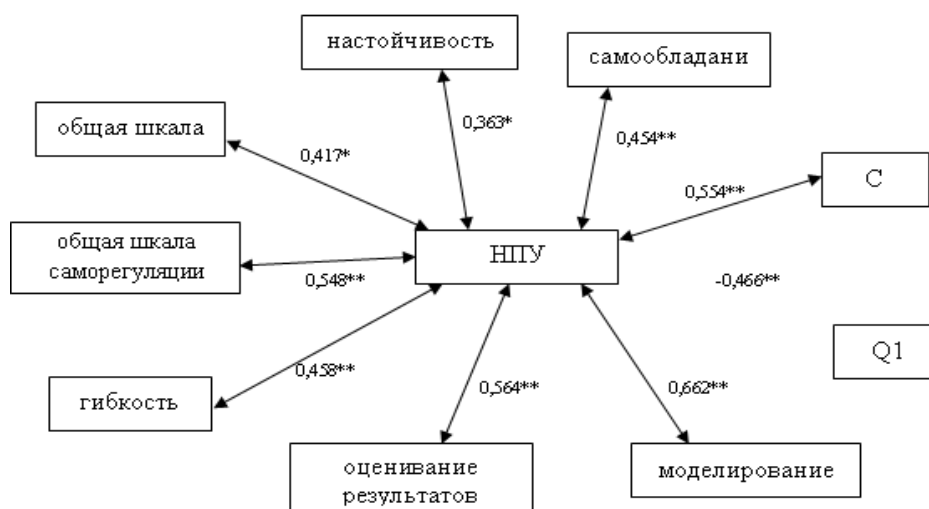 настойчивость
самообладани
общая шкала
0,363*
0,454**
0,417*
0,554**
С
общая шкала
саморегуляции
НПУ
0,548**
-0,466**
Q1
0,458**
0,564**
0,662**
гибкость
оценивание
результатов
моделирование